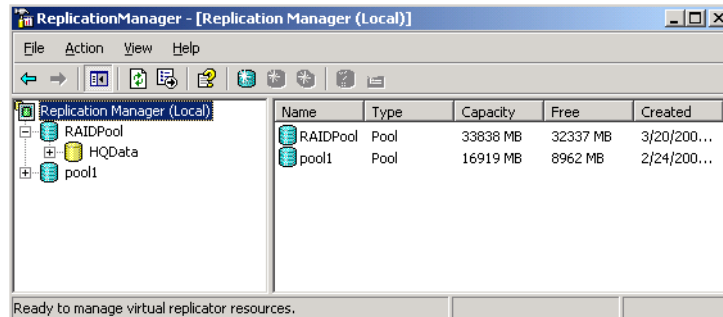 ReplicationManager - [Replication Manager (Local)]
File Action View Help
Replication Manager (Local)
RAIDPool
HQData
pool1
Name Type Capacity Free Created
RAIDPool Pool 33838 MB 32337 MB 3/20/200...
pool1 Pool 16919 MB 8962 MB 2/24/200...
Ready to manage virtual replicator resources.